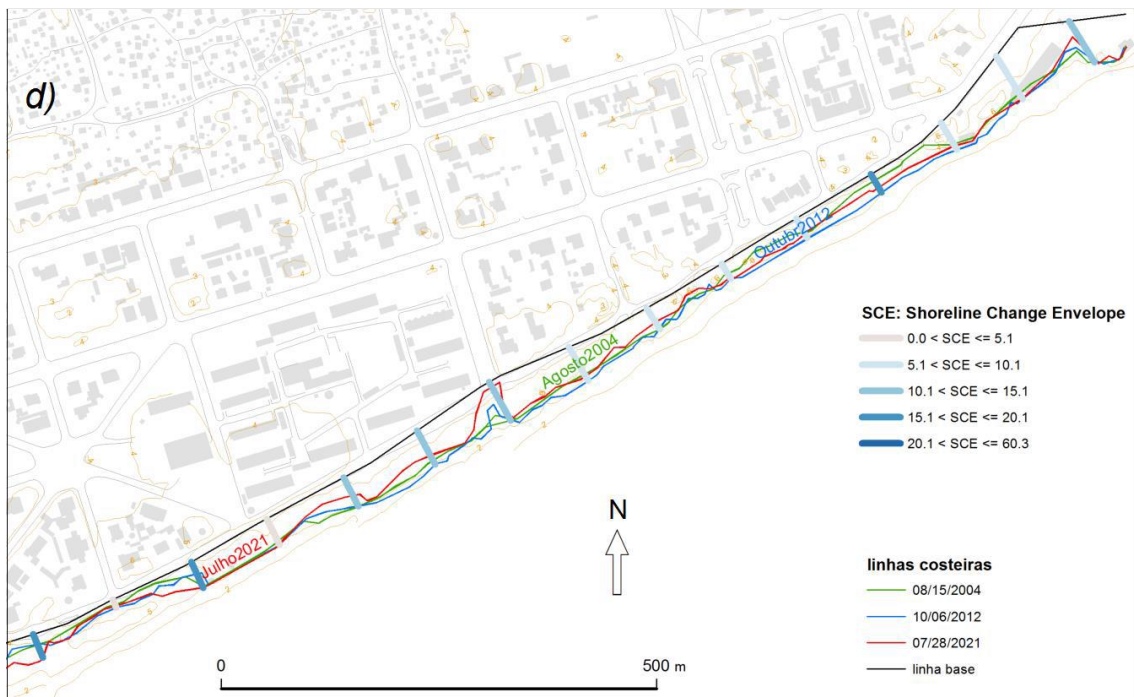 d)
Outubr2012
SCE: Shoreline Change Envelope
0.0 < SCE <= 5.1
5.1 < SCE <= 10.1
10.1 < SCE <= 15.1
15.1 < SCE <= 20.1
20.1 < SCE <= 60.3
Agosto2004
N
Julho2021
linhas costeiras
08/15/2004
10/06/2012
07/28/2021
linha base
0
500 m